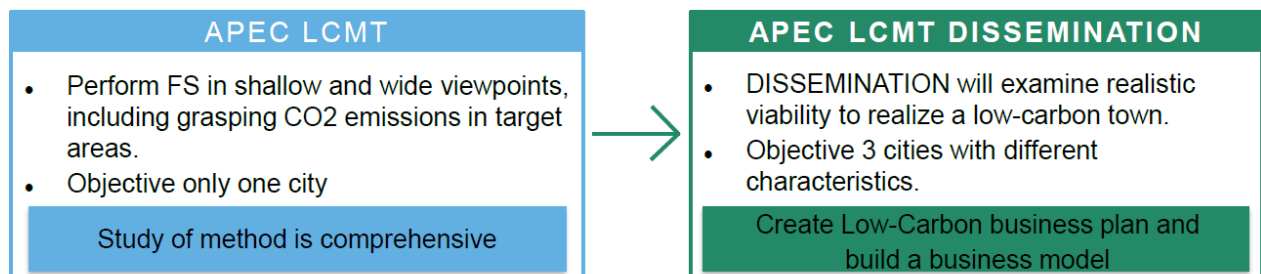 APEC LCMT
• Perform FS in shallow and wide viewpoints,
including grasping CO2 emissions in target
areas.
• Objective only one city
Study of method is comprehensive
APEC LCMT DISSEMINATION
• DISSEMINATION will examine realistic
viability to realize a low-carbon town.
• Objective 3 cities with different
characteristics.
Create Low-Carbon business plan and
build a business model